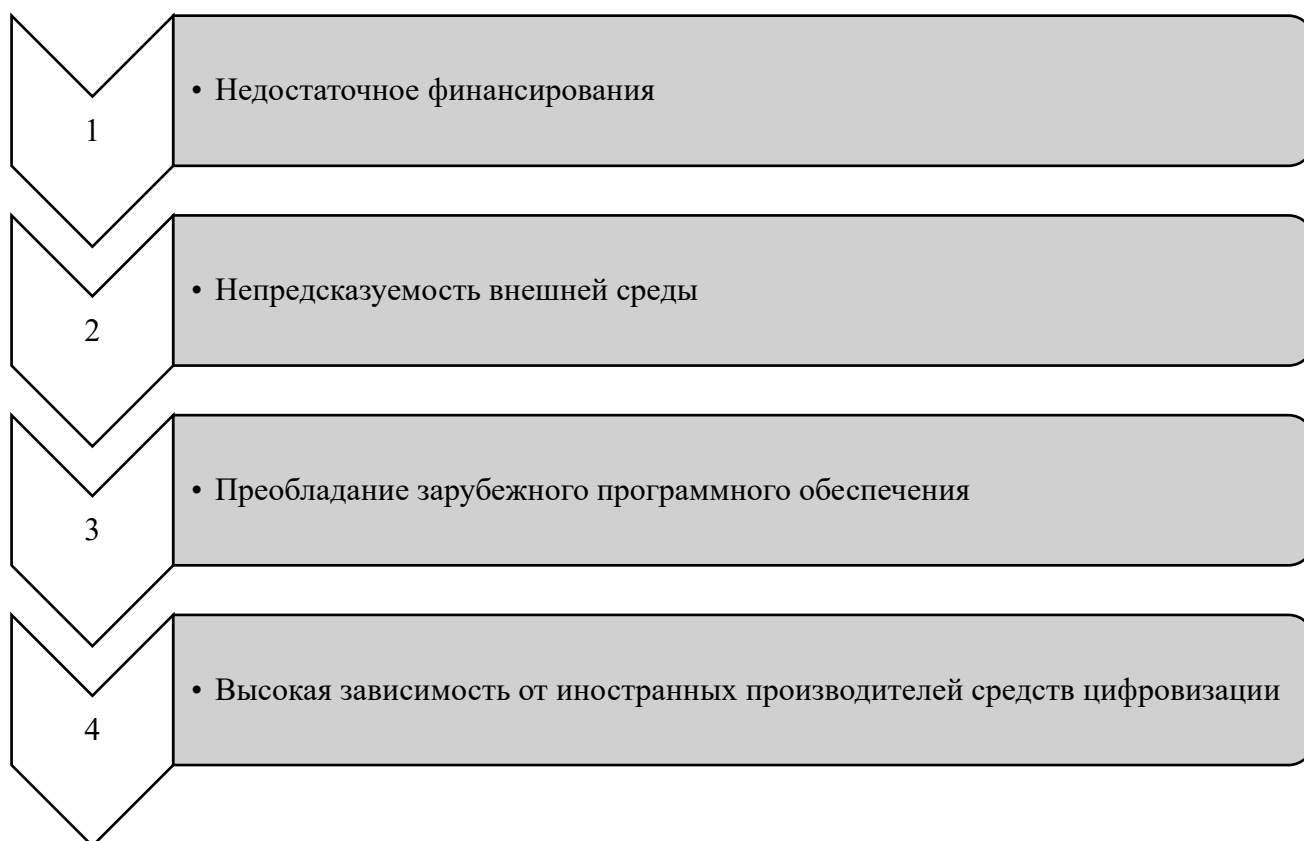 1
• Недостаточное финансирования
2
• Непредсказуемость внешней среды
3
• Преобладание зарубежного программного обеспечения
4
• Высокая зависимость от иностранных производителей средств цифровизации